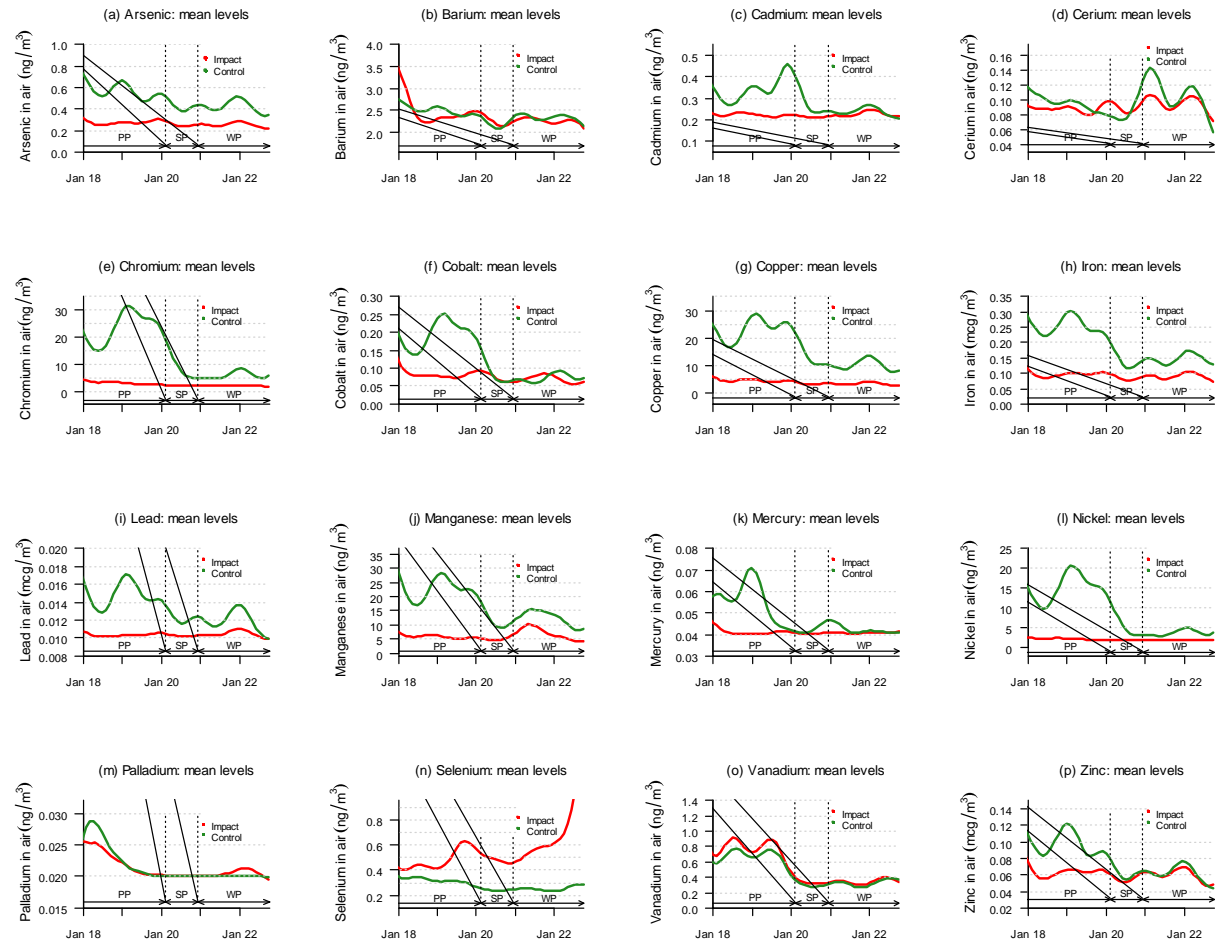 (a) Arsenic: mean levels
Arsenic in air (ng/m³)
1.0
0.8
0.6
0.4
0.2
0.0
Impact
Control
PP
SP
WP
Jan 18
Jan 20
Jan 22
(b) Barium: mean levels
Barium in air (ng/m³)
4.0
3.5
3.0
2.5
2.0
Impact
Control
PP
SP
WP
Jan 18
Jan 20
Jan 22
(c) Cadmium: mean levels
Cadmium in air(ng/m³)
0.5
0.4
0.3
0.2
0.1
Impact
Control
PP
SP
WP
Jan 18
Jan 20
Jan 22
(d) Cerium: mean levels
Cerium in air (ng/m³)
0.16
0.14
0.12
0.10
0.08
0.06
0.04
Impact
Control
PP
SP
WP
Jan 18
Jan 20
Jan 22
(e) Chromium: mean levels
Chromium in air(ng/m³)
30
20
10
0
Impact
Control
PP
SP
WP
Jan 18
Jan 20
Jan 22
(f) Cobalt: mean levels
Cobalt in air (ng/m³)
0.30
0.25
0.20
0.15
0.10
0.05
0.00
Impact
Control
PP
SP
WP
Jan 18
Jan 20
Jan 22
(g) Copper: mean levels
Copper in air (ng/m³)
30
20
10
0
Impact
Control
PP
SP
WP
Jan 18
Jan 20
Jan 22
(h) Iron: mean levels
Iron in air (mcg/m³)
0.35
0.30
0.25
0.20
0.15
0.10
0.05
0.00
Impact
Control
PP
SP
WP
Jan 18
Jan 20
Jan 22
(i) Lead: mean levels
Lead in air (mcg/m³)
0.020
0.018
0.016
0.014
0.012
0.010
0.008
Impact
Control
PP
SP
WP
Jan 18
Jan 20
Jan 22
(j) Manganese: mean levels
Manganese in air (ng/m³)
35
30
25
20
15
10
5
0
Impact
Control
PP
SP
WP
Jan 18
Jan 20
Jan 22
(k) Mercury: mean levels
Mercury in air (ng/m³)
0.08
0.07
0.06
0.05
0.04
0.03
Impact
Control
PP
SP
WP
Jan 18
Jan 20
Jan 22
(l) Nickel: mean levels
Nickel in air (ng/m³)
25
20
15
10
5
0
Impact
Control
PP
SP
WP
Jan 18
Jan 20
Jan 22
(m) Palladium: mean levels
Palladium in air (ng/m³)
0.030
0.025
0.020
0.015
Impact
Control
PP
SP
WP
Jan 18
Jan 20
Jan 22
(n) Selenium: mean levels
Selenium in air (ng/m³)
0.8
0.6
0.4
0.2
Impact
Control
PP
SP
WP
Jan 18
Jan 20
Jan 22
(o) Vanadium: mean levels
Vanadium in air (ng/m³)
1.4
1.2
1.0
0.8
0.6
0.4
0.2
0.0
Impact
Control
PP
SP
WP
Jan 18
Jan 20
Jan 22
(p) Zinc: mean levels
Zinc in air (mcg/m³)
0.14
0.12
0.10
0.08
0.06
0.04
0.02
Impact
Control
PP
SP
WP
Jan 18
Jan 20
Jan 22